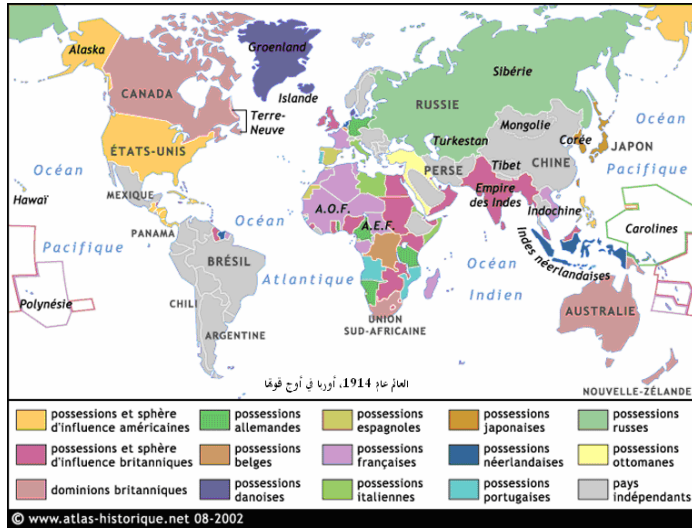 Groenland
Alaska
Sibérie
CANADA
Islande
RUSSIE
Terre-
Neuve
Mongolie
Océan
Turkestan
Corée
JAPON
ÉTATS-UNIS
PERSE
Tibet
CHINE
Océan
Pacifique
MEXIQUE
Empire
des Indes
Hawaï
A.O.F.
Indochine
Océan
PANAMA
A.E.F.
Carolines
Pacifique
BRÉSIL
Océan
Indes néerlandaises
Atlantique
Indien
Polynésie
CHILI
AUSTRALIE
UNION
SUD-AFRICAINE
ARGENTINE
العالم عام 1914، أوربا في أوج قوتها
NOUVELLE-ZÉLANDE
possessions et sphère
d'influence américaines
possessions
allemandes
possessions
espagnoles
possessions
japonaises
possessions
russes
possessions et sphère
d'influence britanniques
possessions
belges
possessions
françaises
possessions
néerlandaises
possessions
ottomanes
dominions britanniques
possessions
danoises
possessions
italiennes
possessions
portugaises
pays
indépendants
© www.atlas-historique.net 08-2002